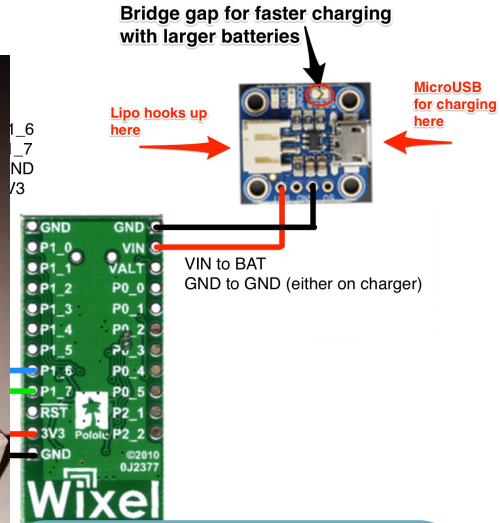 Bridge gap for faster charging
with larger batteries
MicroUSB
for charging
here
Lipo hooks up
here
1_6
_7
ND
V3
GND GND
P1_0 VIN
P1_1 VALT
P1_2 P0_0
P1_3 P0_1
P1_4 P0_2
P1_5 P0_3
P1_6 P0_4
P1_7 P0_5
RST P2_1
3V3 P2_2
GND
Pololu
©2010
0J2377
Wixel
VIN to BAT
GND to GND (either on charger)